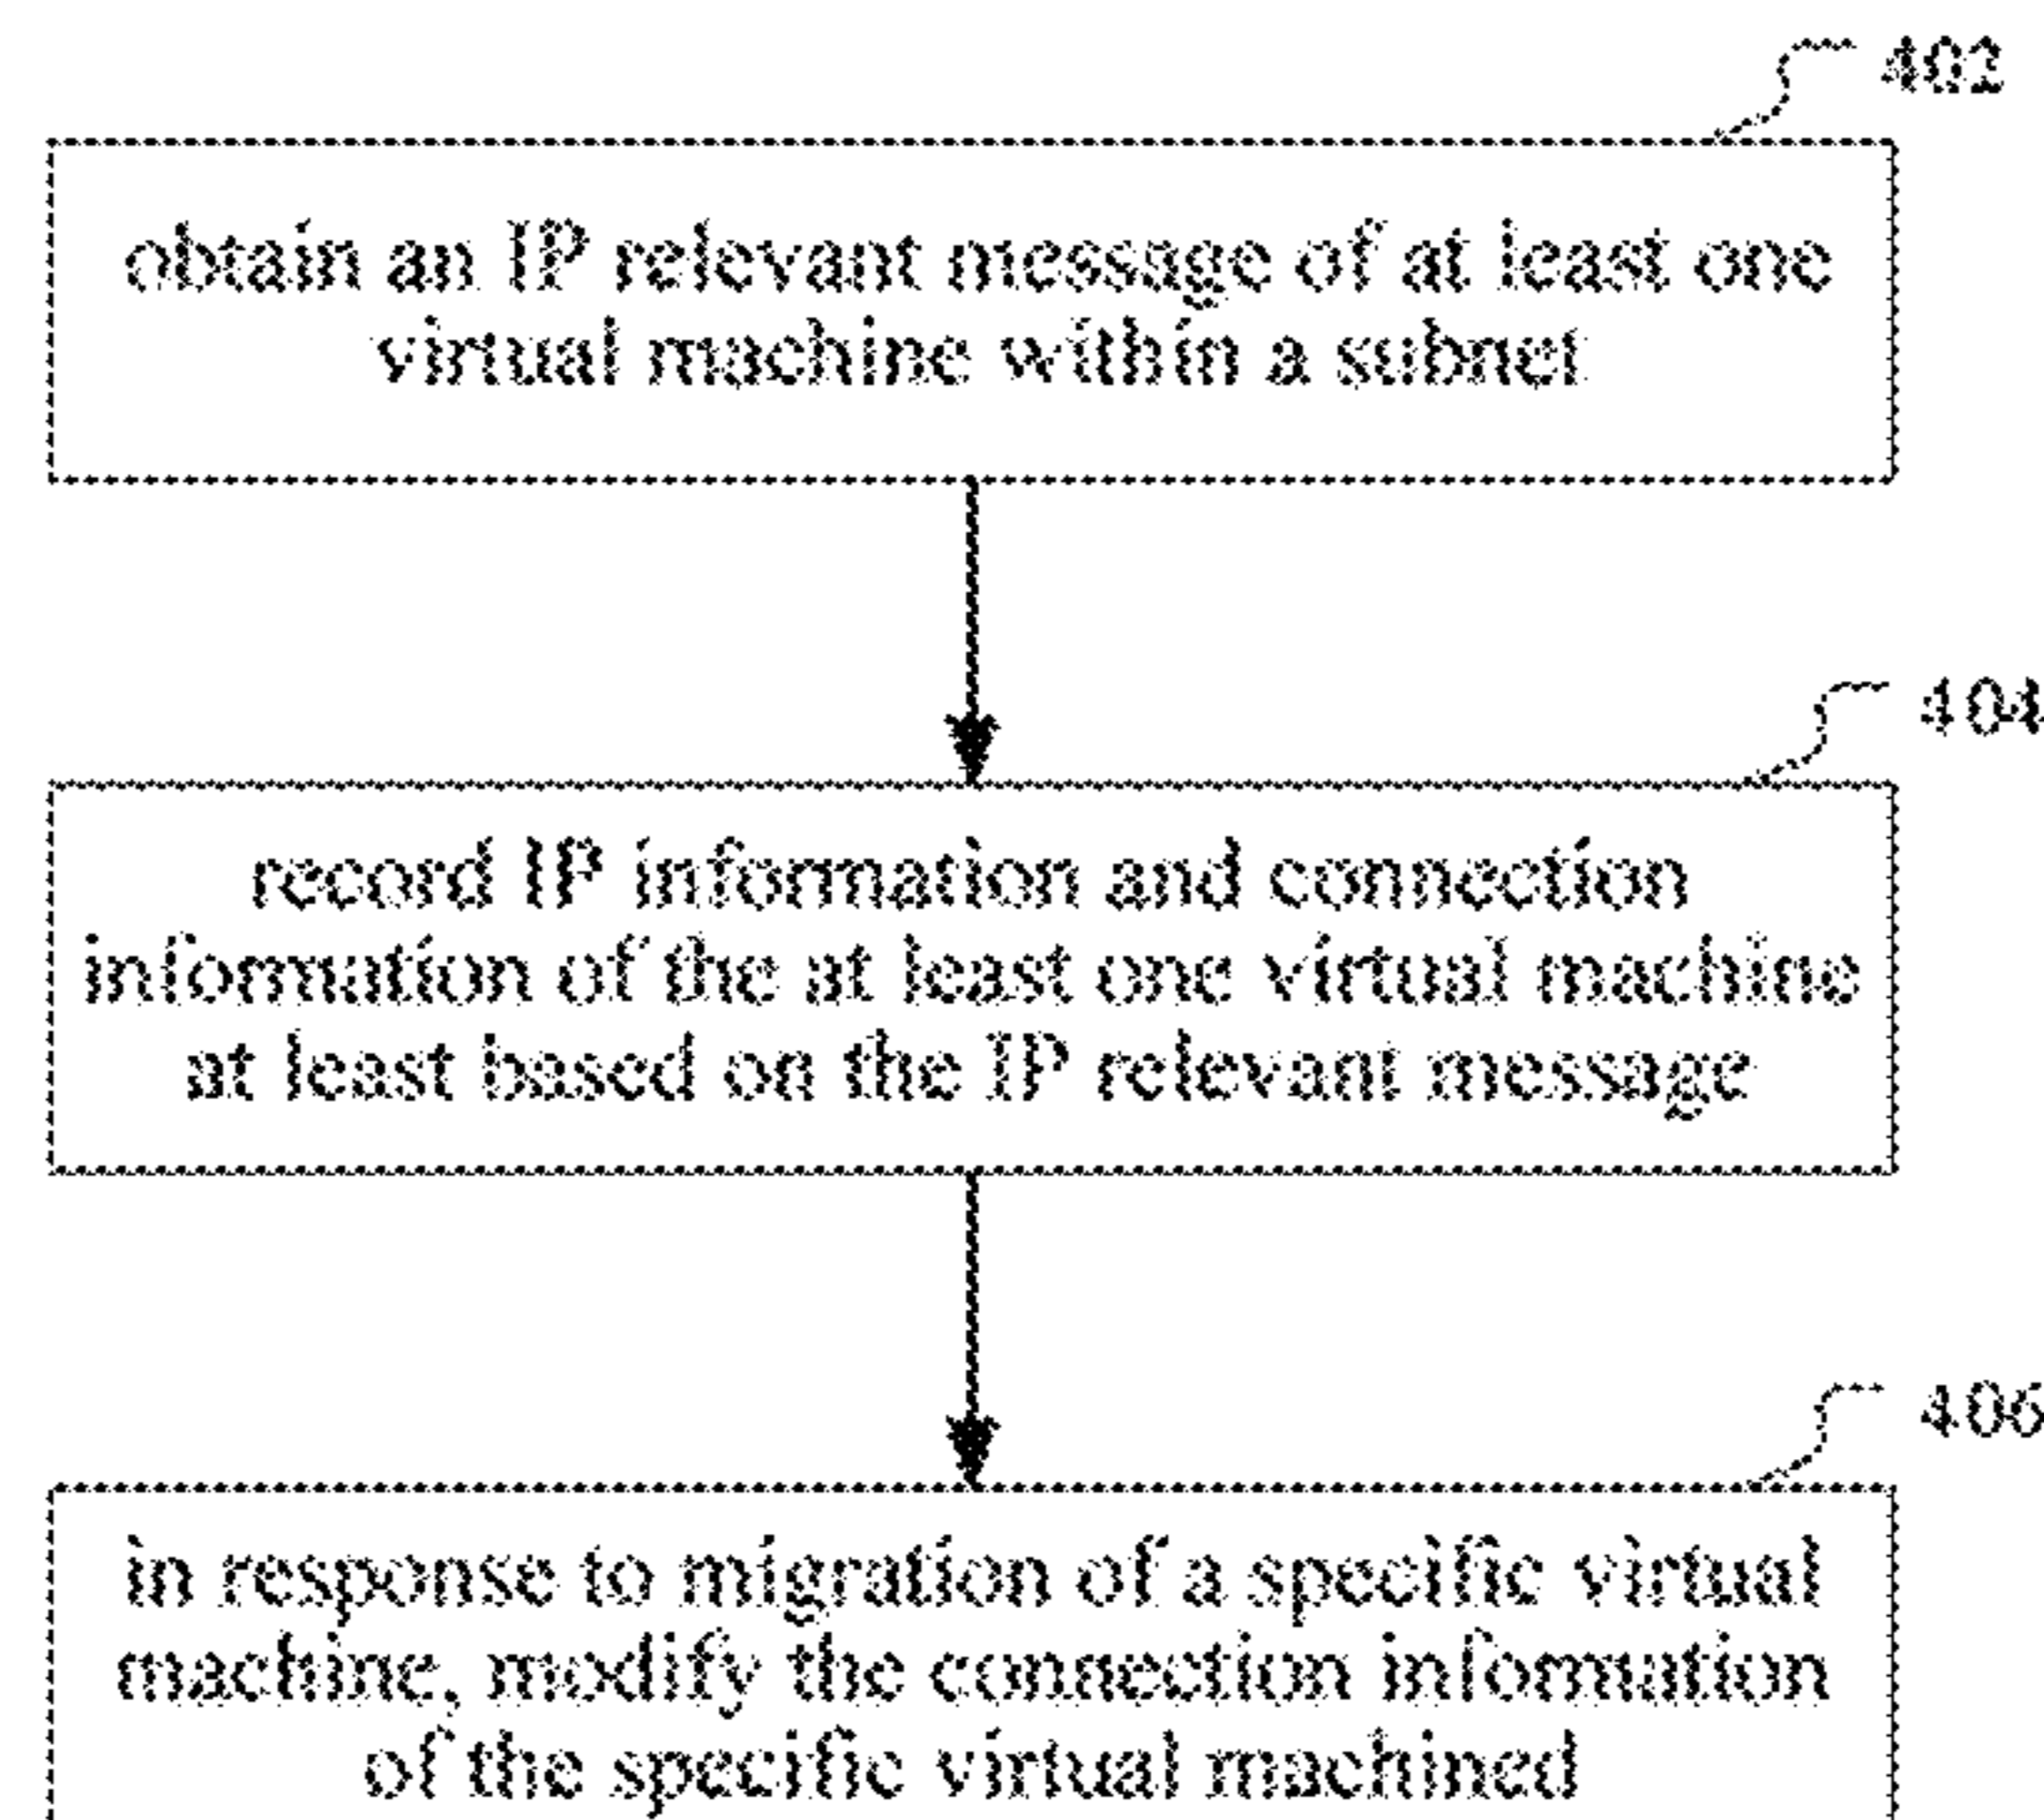 402
obtain an IP relevant message of at least one
virtual machine within a subnet
404
record IP information and connection
information of the at least one virtual machine
at least based on the IP relevant message
406
in response to migration of a specific virtual
machine, modify the connection information
of the specific virtual machined